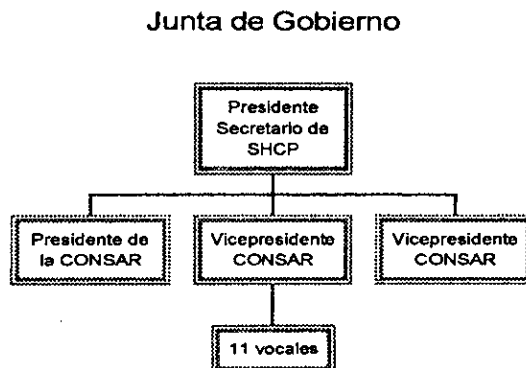 Junta de Gobierno
Presidente
Secretario de
SHCP
Presidente de
la CONSAR
Vicepresidente
CONSAR
Vicepresidente
CONSAR
11 vocales